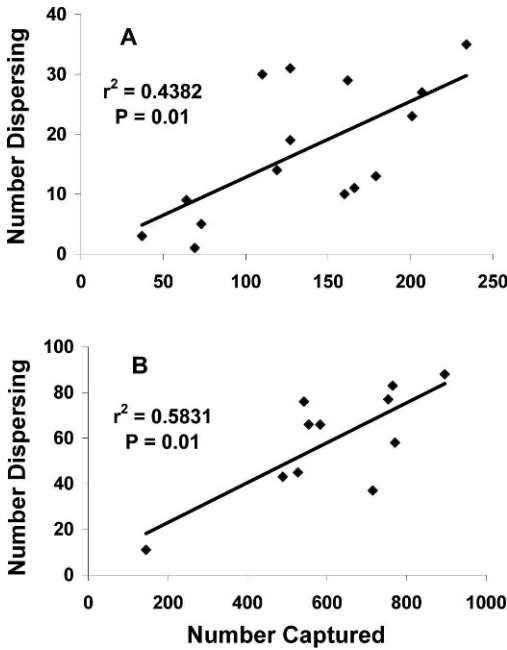 40
A
30
r² = 0.4382
P = 0.01
20
10
0
0 50 100 150 200 250
Number Dispersing
100
B
80
r² = 0.5831
P = 0.01
60
40
20
0
0 200 400 600 800 1000
Number Dispersing
Number Captured